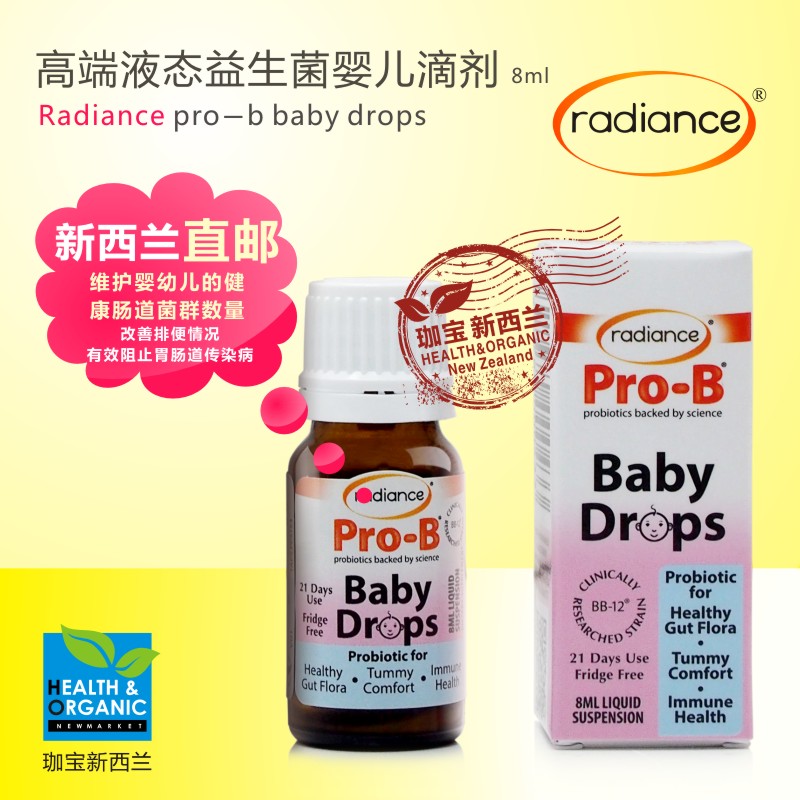 高端液态益生菌婴儿滴剂 8ml
Radiance pro—b baby drops
radiance®
新西兰直邮
维护婴幼儿的健
康肠道菌群数量
改善排便情况
有效阻止胃肠道传染病
珈宝新西兰
HEALTH&ORGANIC
New Zealand
radiance
Pro-B®
probiotics backed by science
21 Days
Use
Fridge
Free
Baby
Drops
CLINICALLY
BB-12
8ML LIQUID
SUSPENSION
Probiotic for
Healthy
Gut Flora
•
Tummy
Comfort
•
Immune
Health
radiance®
Pro-B®
probiotics backed by science
Baby
Drops
CLINICALLY
BB-12®
RESEARCHED STRAIN
21 Days Use
Fridge Free
8ML LIQUID
SUSPENSION
Probiotic
for
Healthy
Gut Flora
•
Tummy
Comfort
•
Immune
Health
HEALTH &
ORGANIC
NEWMARKET
珈宝新西兰